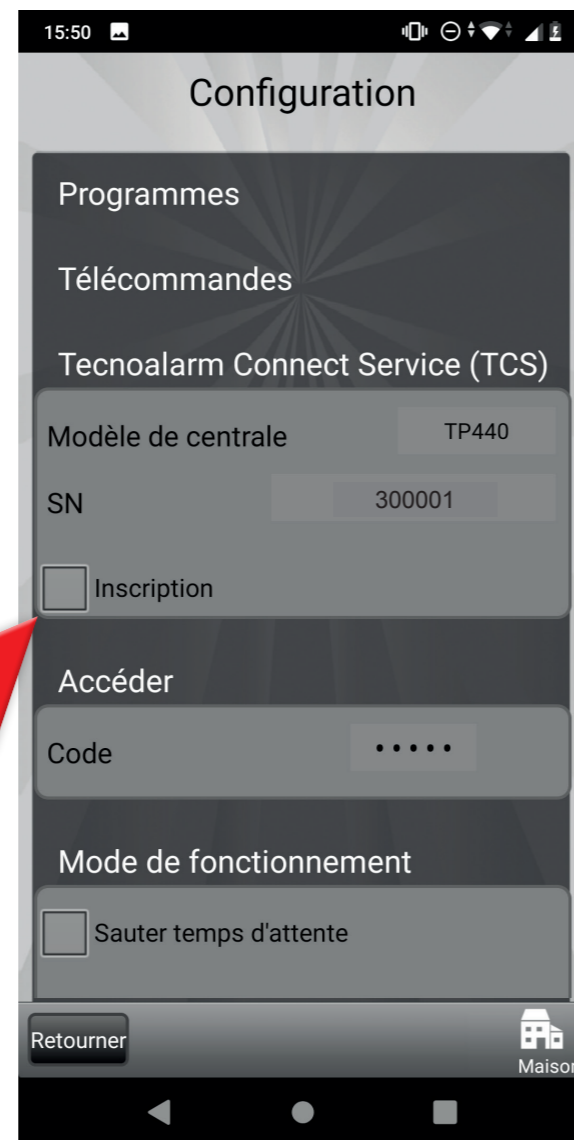 15:50
Configuration
Programmes
Télécommandes
Tecnoalarm Connect Service (TCS)
Modèle de centrale TP440
SN 300001
Inscription
Accéder
Code •••••
Mode de fonctionnement
Sauter temps d'attente
Retourner
Maison